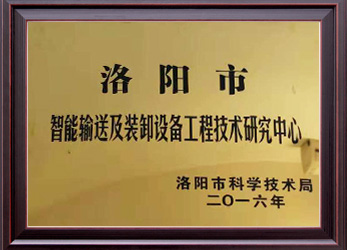 洛阳市
智能输送及装卸设备工程技术研究中心
洛阳市科学技术局
二〇一六年